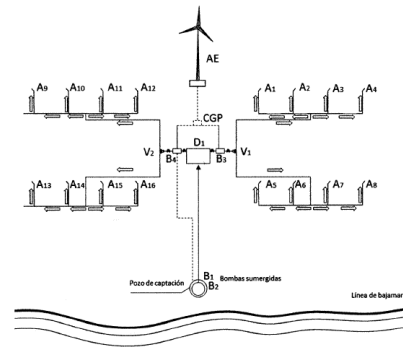 AE
A9 A10 A11 A12
A1 A2 A3 A4
CGP
D1
V2 B4 B3 V1
A13 A14 A15 A16
A5 A6 A7 A8
B1 Bombas sumergidas
Pozo de captación B2
Línea de bajamar